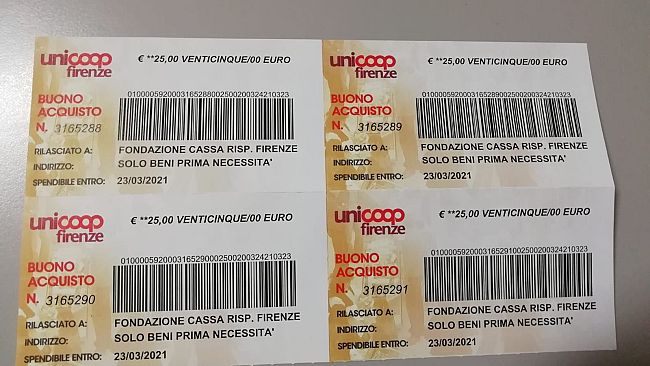 unicoop
firenze
€ **25,00 VENTICINQUE/00 EURO
010000592000316528800250020032421032​3
BUONO
ACQUISTO
N. 3165288
RILASCIATO A: FONDAZIONE CASSA RISP. FIRENZE
INDIRIZZO: SOLO BENI PRIMA NECESSITA'
SPENDIBILE ENTRO: 23/03/2021
unicoop
firenze
€ **25,00 VENTICINQUE/00 EURO
0100005920003165289002500200324210323
BUONO
ACQUISTO
N. 3165289
RILASCIATO A: FONDAZIONE CASSA RISP. FIRENZE
INDIRIZZO: SOLO BENI PRIMA NECESSITA'
SPENDIBILE ENTRO: 23/03/2021
unicoop
firenze
€ **25,00 VENTICINQUE/00 EURO
0100005920003165290002500200324210323
BUONO
ACQUISTO
N. 3165290
RILASCIATO A: FONDAZIONE CASSA RISP. FIRENZE
INDIRIZZO: SOLO BENI PRIMA NECESSITA'
SPENDIBILE ENTRO: 23/03/2021
unicoop
firenze
€ **25,00 VENTICINQUE/00 EURO
0100005920003165291002500200324210323
BUONO
ACQUISTO
N. 3165291
RILASCIATO A: FONDAZIONE CASSA RISP. FIRENZE
INDIRIZZO: SOLO BENI PRIMA NECESSITA'
SPENDIBILE ENTRO: 23/03/2021